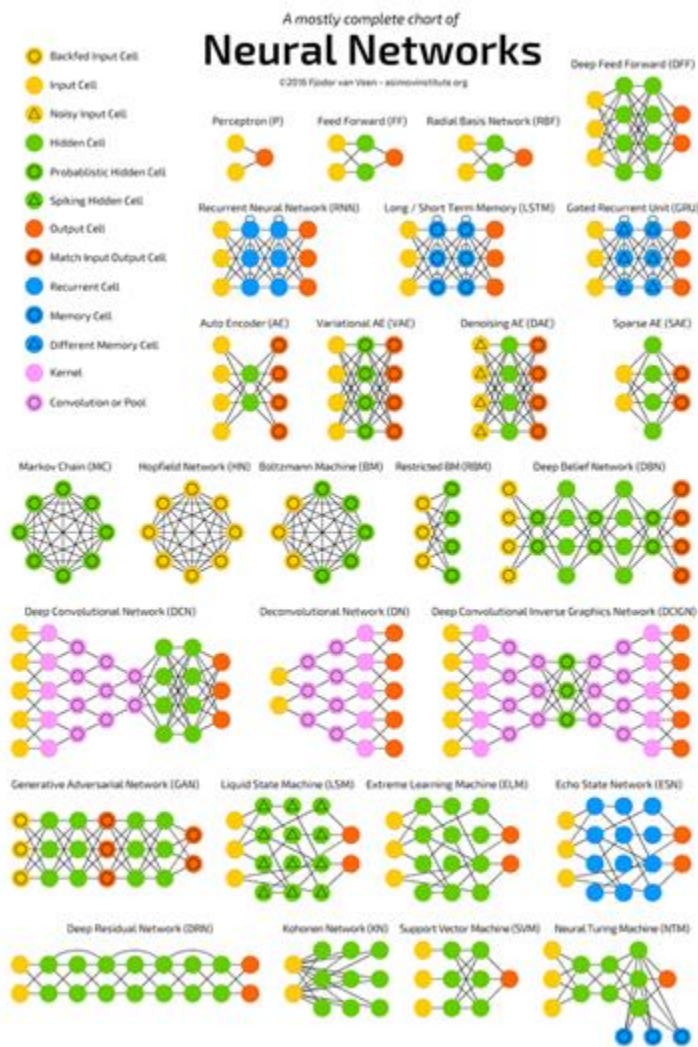 A mostly complete chart of
Neural Networks
©2016 Fjodor van Veen - asimovinstitute.org
Backfed Input Cell
Input Cell
Noisy Input Cell
Hidden Cell
Probablistic Hidden Cell
Spiking Hidden Cell
Output Cell
Match Input Output Cell
Recurrent Cell
Memory Cell
Different Memory Cell
Kernel
Convolution or Pool
Deep Feed Forward (DFF)
Perceptron (P)
Feed Forward (FF)
Radial Basis Network (RBF)
Recurrent Neural Network (RNN)
Long / Short Term Memory (LSTM)
Gated Recurrent Unit (GRU)
Auto Encoder (AE)
Variational AE (VAE)
Denoising AE (DAE)
Sparse AE (SAE)
Markov Chain (MC)
Hopfield Network (HN)
Boltzmann Machine (BM)
Restricted BM (RBM)
Deep Belief Network (DBN)
Deep Convolutional Network (DCN)
Deconvolutional Network (DN)
Deep Convolutional Inverse Graphics Network (DCIGN)
Generative Adversarial Network (GAN)
Liquid State Machine (LSM)
Extreme Learning Machine (ELM)
Echo State Network (ESN)
Deep Residual Network (DRN)
Kohonen Network (KN)
Support Vector Machine (SVM)
Neural Turing Machine (NTM)